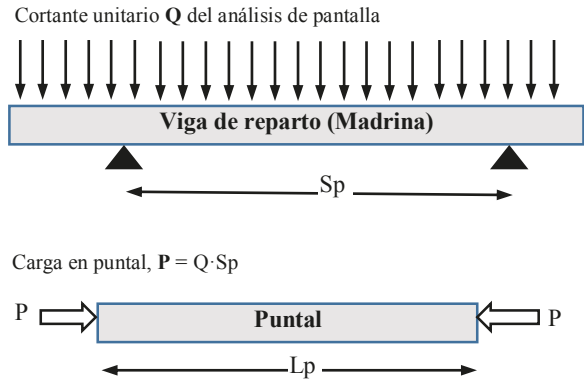 Cortante unitario Q del análisis de pantalla
Viga de reparto (Madrina)
Sp
Carga en puntal, P = Q·Sp
P Puntal P
Lp